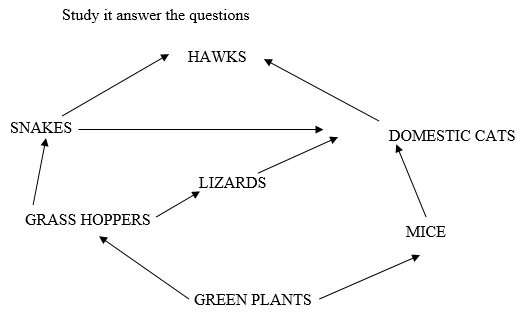 Study it answer the questions
HAWKS
SNAKES
DOMESTIC CATS
LIZARDS
GRASS HOPPERS
MICE
GREEN PLANTS